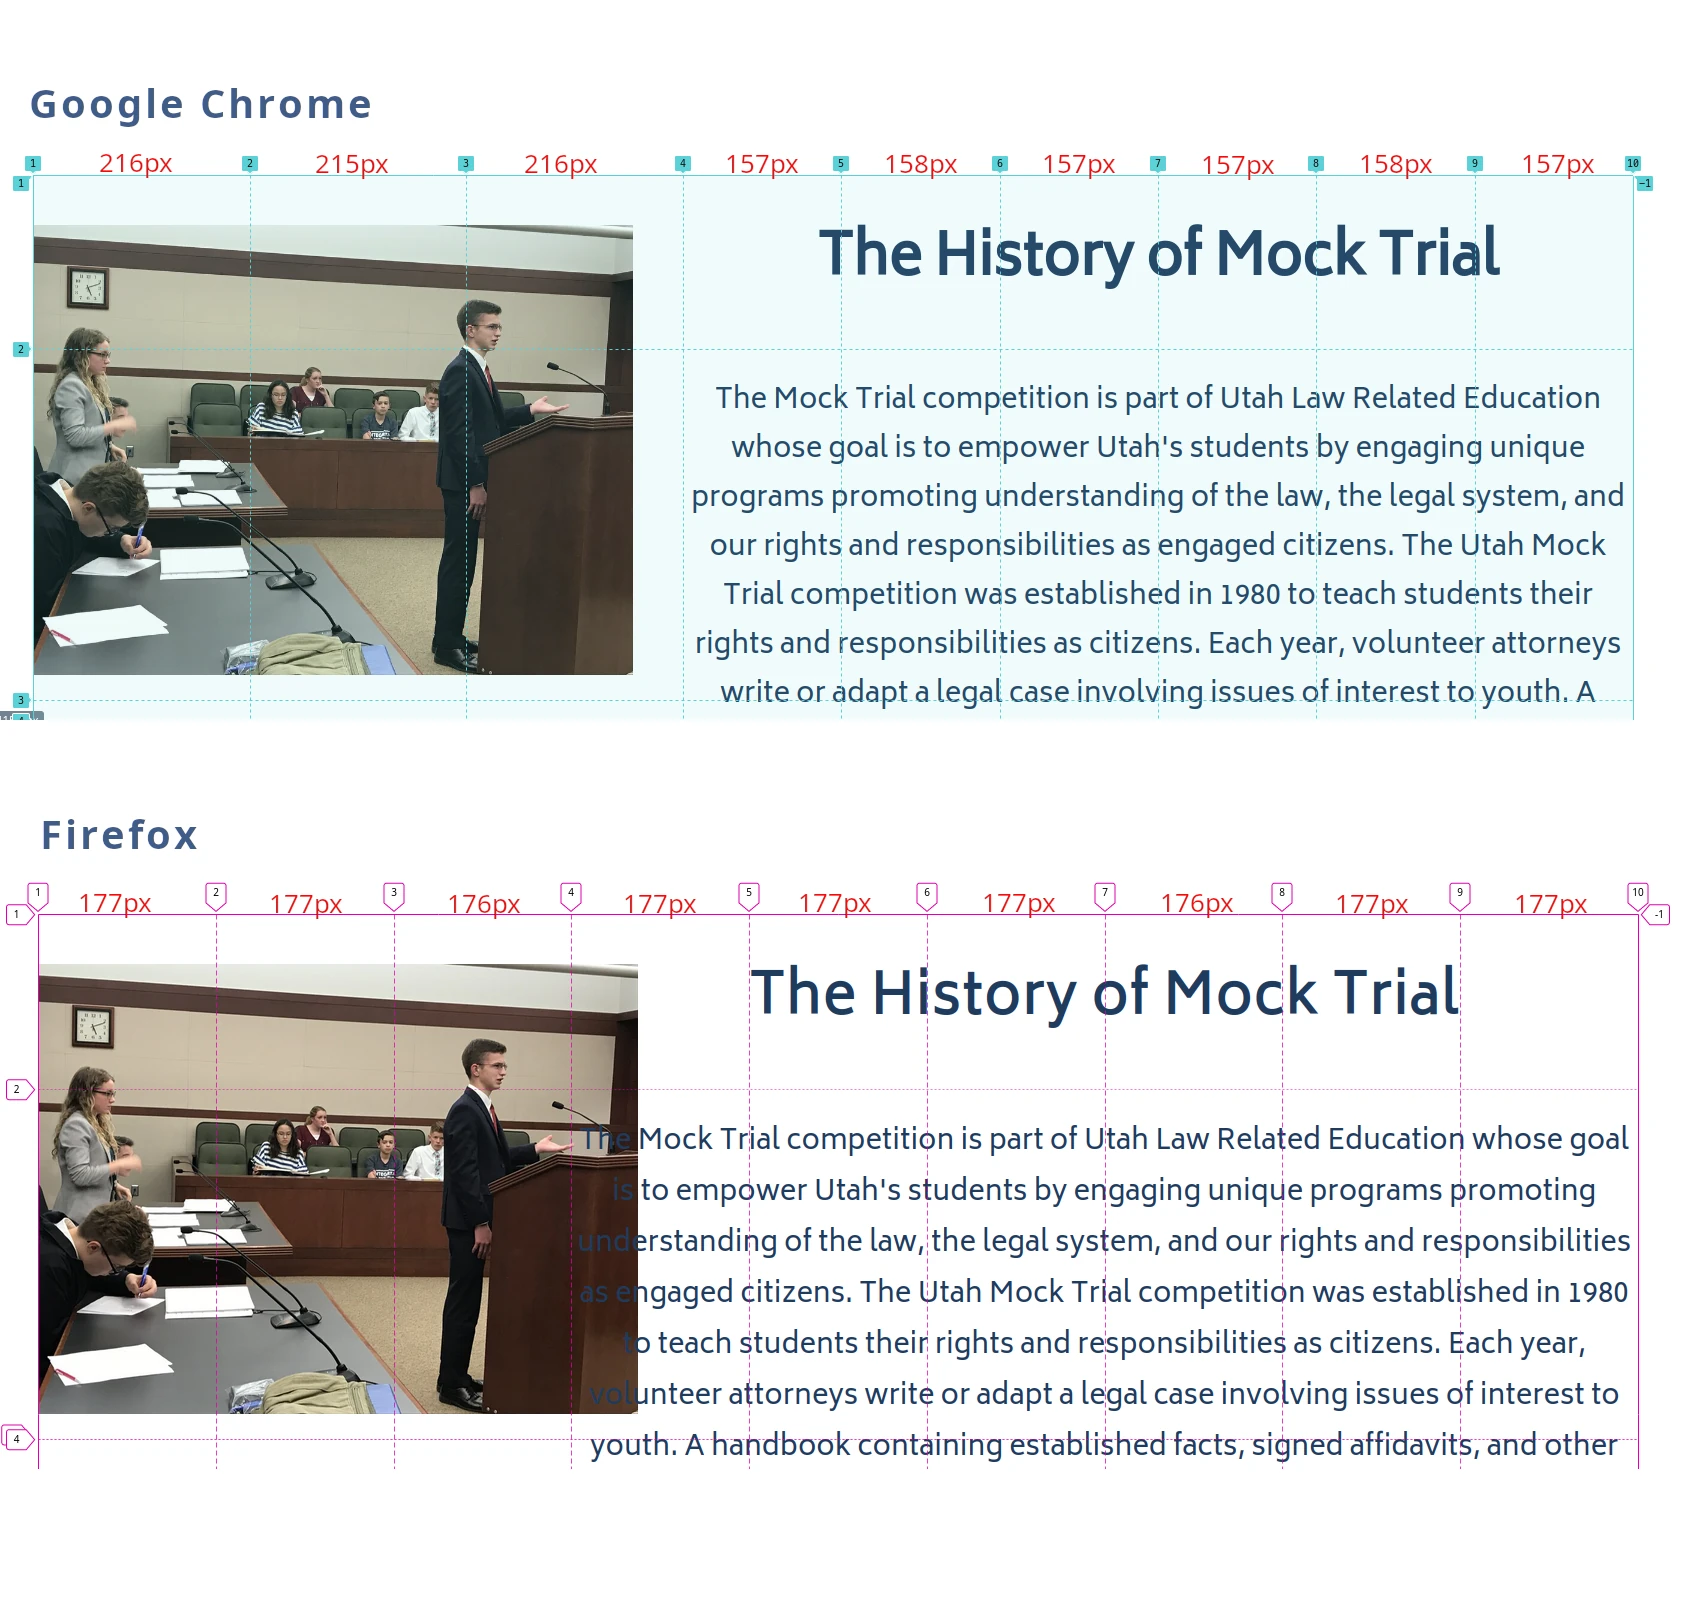 Google Chrome
1 216px 2 215px 3 216px 4 157px 5 158px 6 157px 7 157px 8 158px 9 157px 10
1 −1
The History of Mock Trial
2
The Mock Trial competition is part of Utah Law Related Education
whose goal is to empower Utah's students by engaging unique
programs promoting understanding of the law, the legal system, and
our rights and responsibilities as engaged citizens. The Utah Mock
Trial competition was established in 1980 to teach students their
rights and responsibilities as citizens. Each year, volunteer attorneys
write or adapt a legal case involving issues of interest to youth. A
3
Firefox
1 177px 2 177px 3 176px 4 177px 5 177px 6 177px 7 176px 8 177px 9 177px 10
1 -1
The History of Mock Trial
2
The Mock Trial competition is part of Utah Law Related Education whose goal
is to empower Utah's students by engaging unique programs promoting
understanding of the law, the legal system, and our rights and responsibilities
as engaged citizens. The Utah Mock Trial competition was established in 1980
to teach students their rights and responsibilities as citizens. Each year,
volunteer attorneys write or adapt a legal case involving issues of interest to
4 youth. A handbook containing established facts, signed affidavits, and other